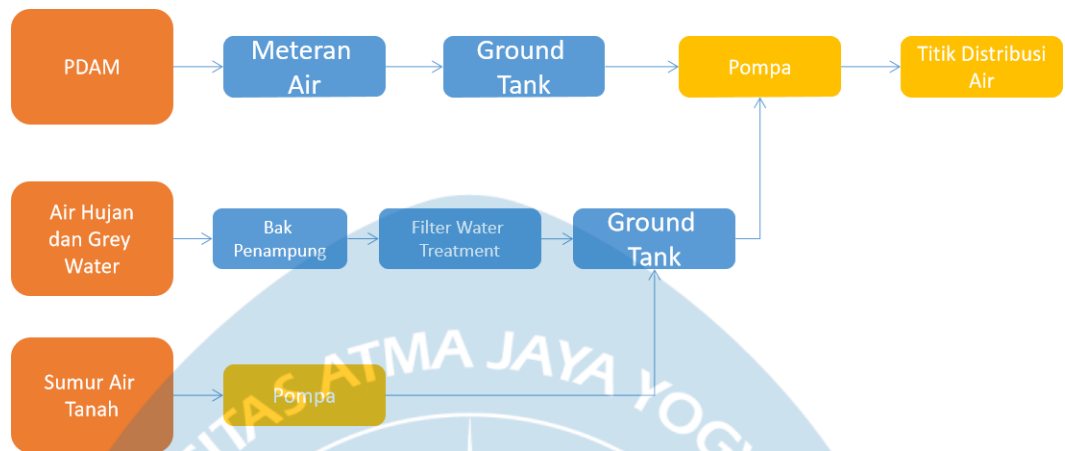 PDAM
Meteran
Air
Ground
Tank
Pompa
Titik Distribusi
Air
Air Hujan
dan Grey
Water
Bak
Penampung
Filter Water
Treatment
Ground
Tank
Sumur Air
Tanah
Pompa
ITAS ATMA JAYA YOG